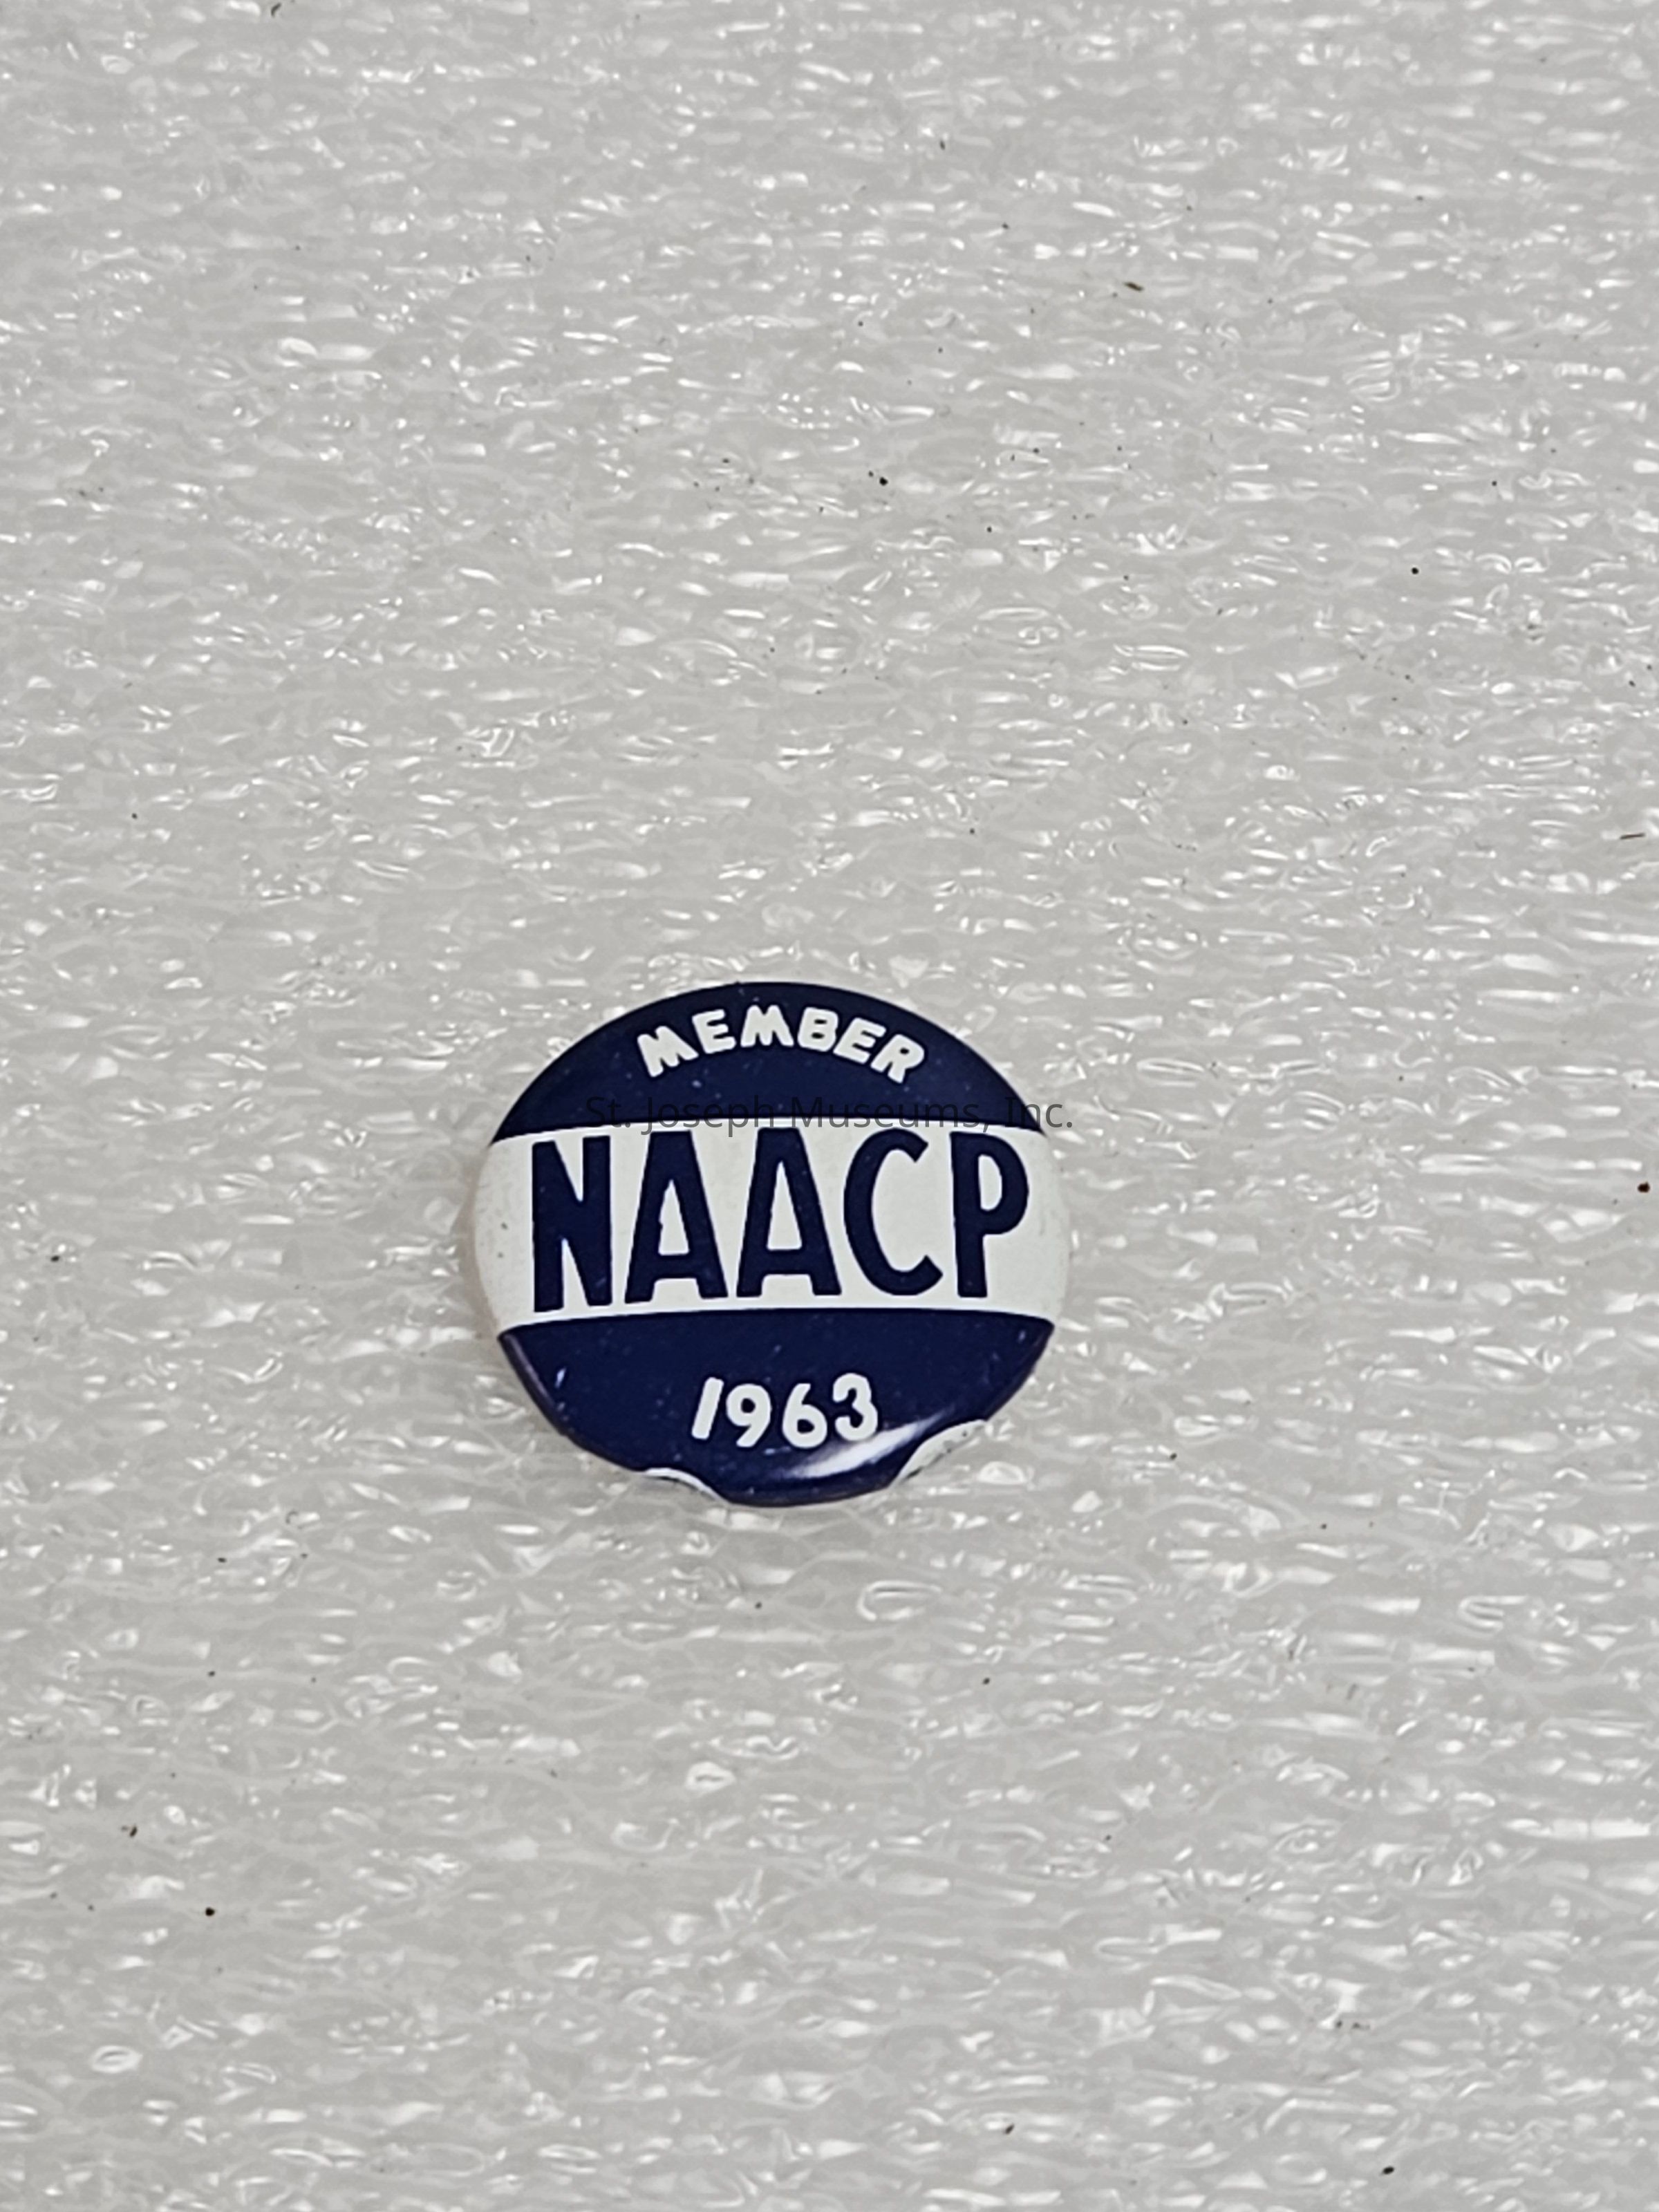 MEMBER
St. Joseph Museums, Inc.
NAACP
1963